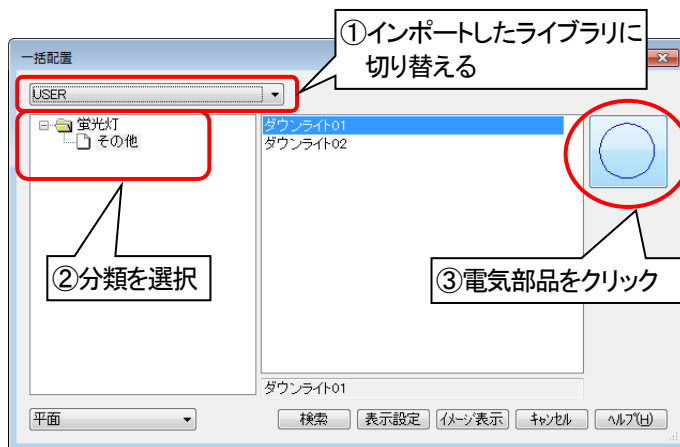 ①インポートしたライブラリに
切り替える
一括配置
USER
蛍光灯
その他
ダウンライト01
ダウンライト02
②分類を選択
③電気部品をクリック
ダウンライト01
平面
検索
表示設定
イメージ表示
キャンセル
ヘルプ(H)